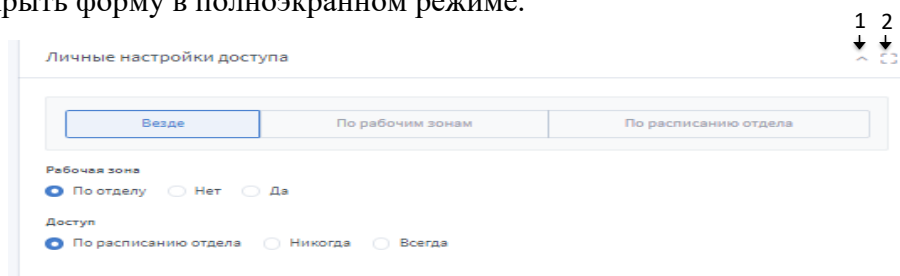 рыть форму в полноэкранном режиме.
1 2
Личные настройки доступа
Везде По рабочим зонам По расписанию отдела
Рабочая зона
По отделу Нет Да
Доступ
По расписанию отдела Никогда Всегда